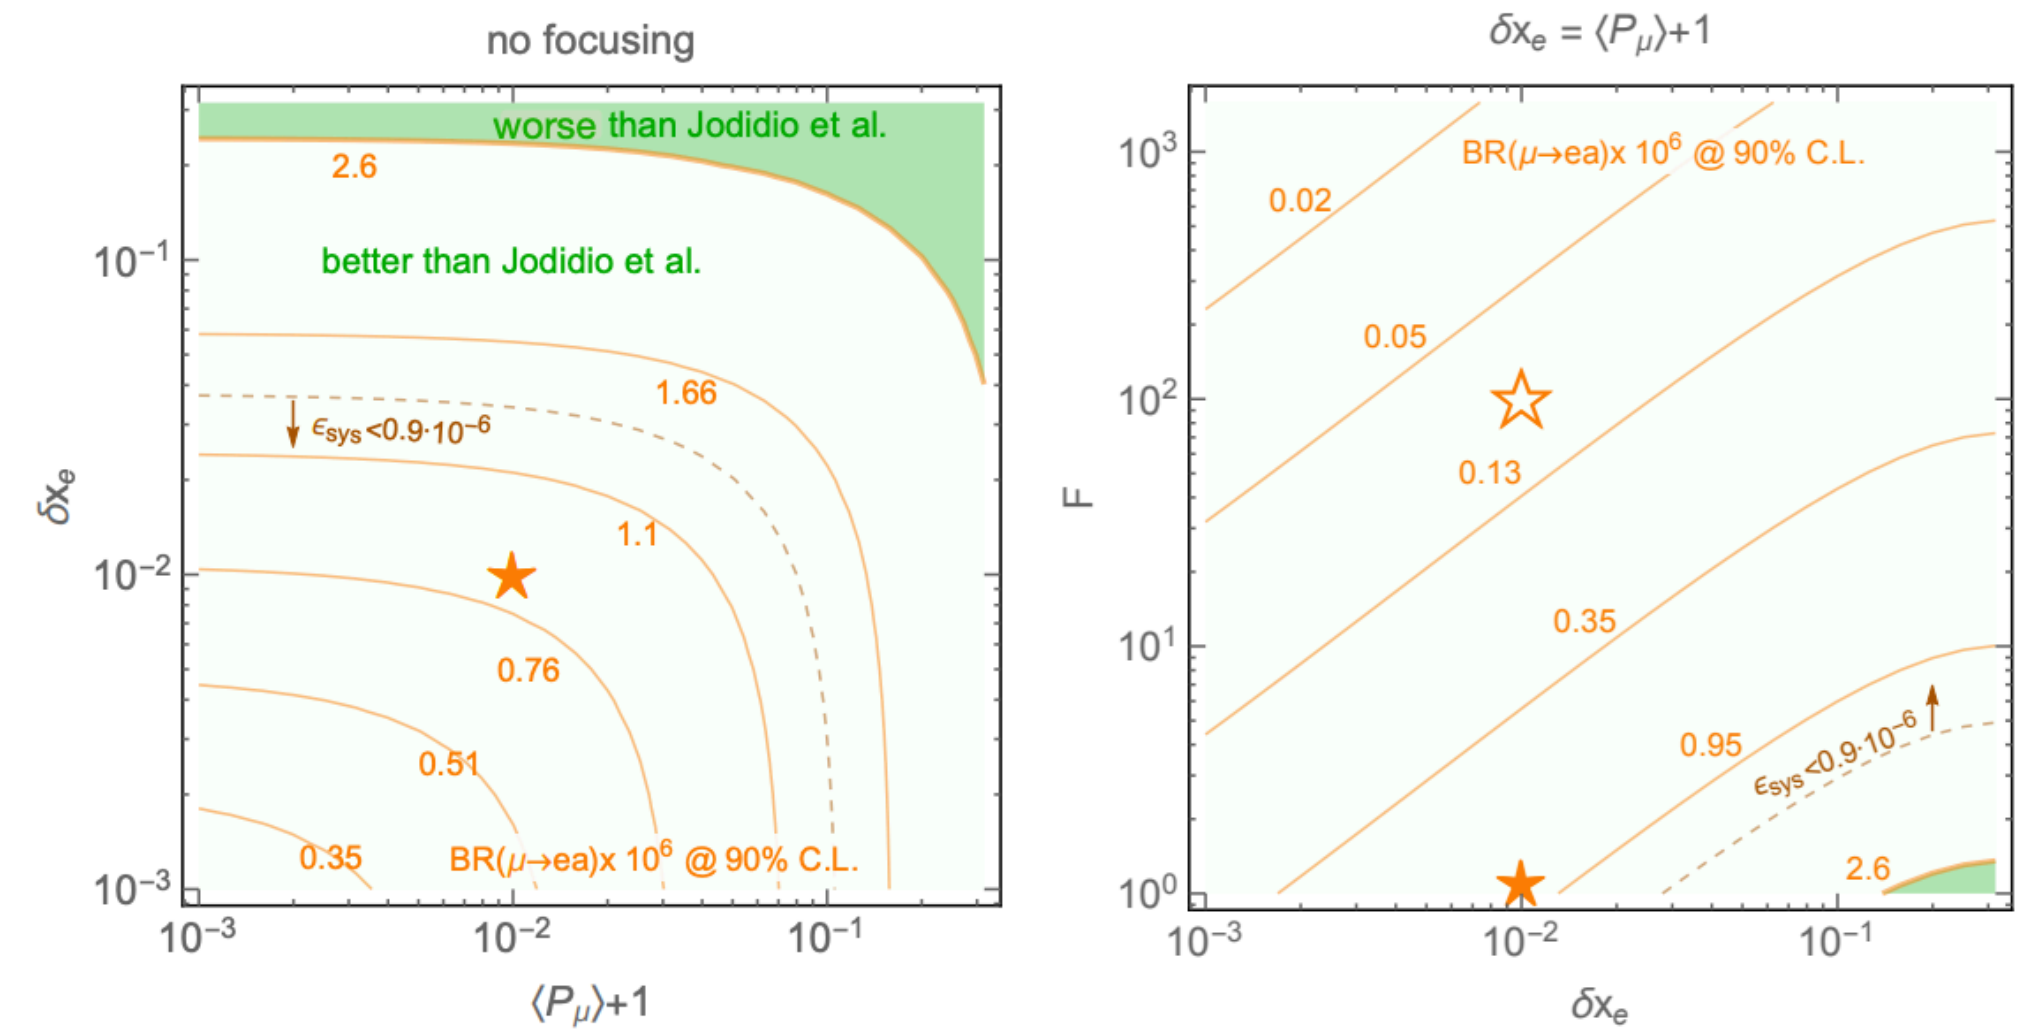 no focusing
worse than Jodidio et al.
2.6
better than Jodidio et al.
1.66
ϵsys<0.9·10⁻⁶
1.1
0.76
0.51
0.35
BR(μ→ea)x 10⁶ @ 90% C.L.
10⁻¹
10⁻²
10⁻³
δxₑ
10⁻³
10⁻²
10⁻¹
⟨Pμ⟩+1
δxₑ = ⟨Pμ⟩+1
BR(μ→ea)x 10⁶ @ 90% C.L.
0.02
0.05
0.13
0.35
0.95
ϵsys<0.9·10⁻⁶
2.6
10³
10²
10¹
10⁰
F
10⁻³
10⁻²
10⁻¹
δxₑ